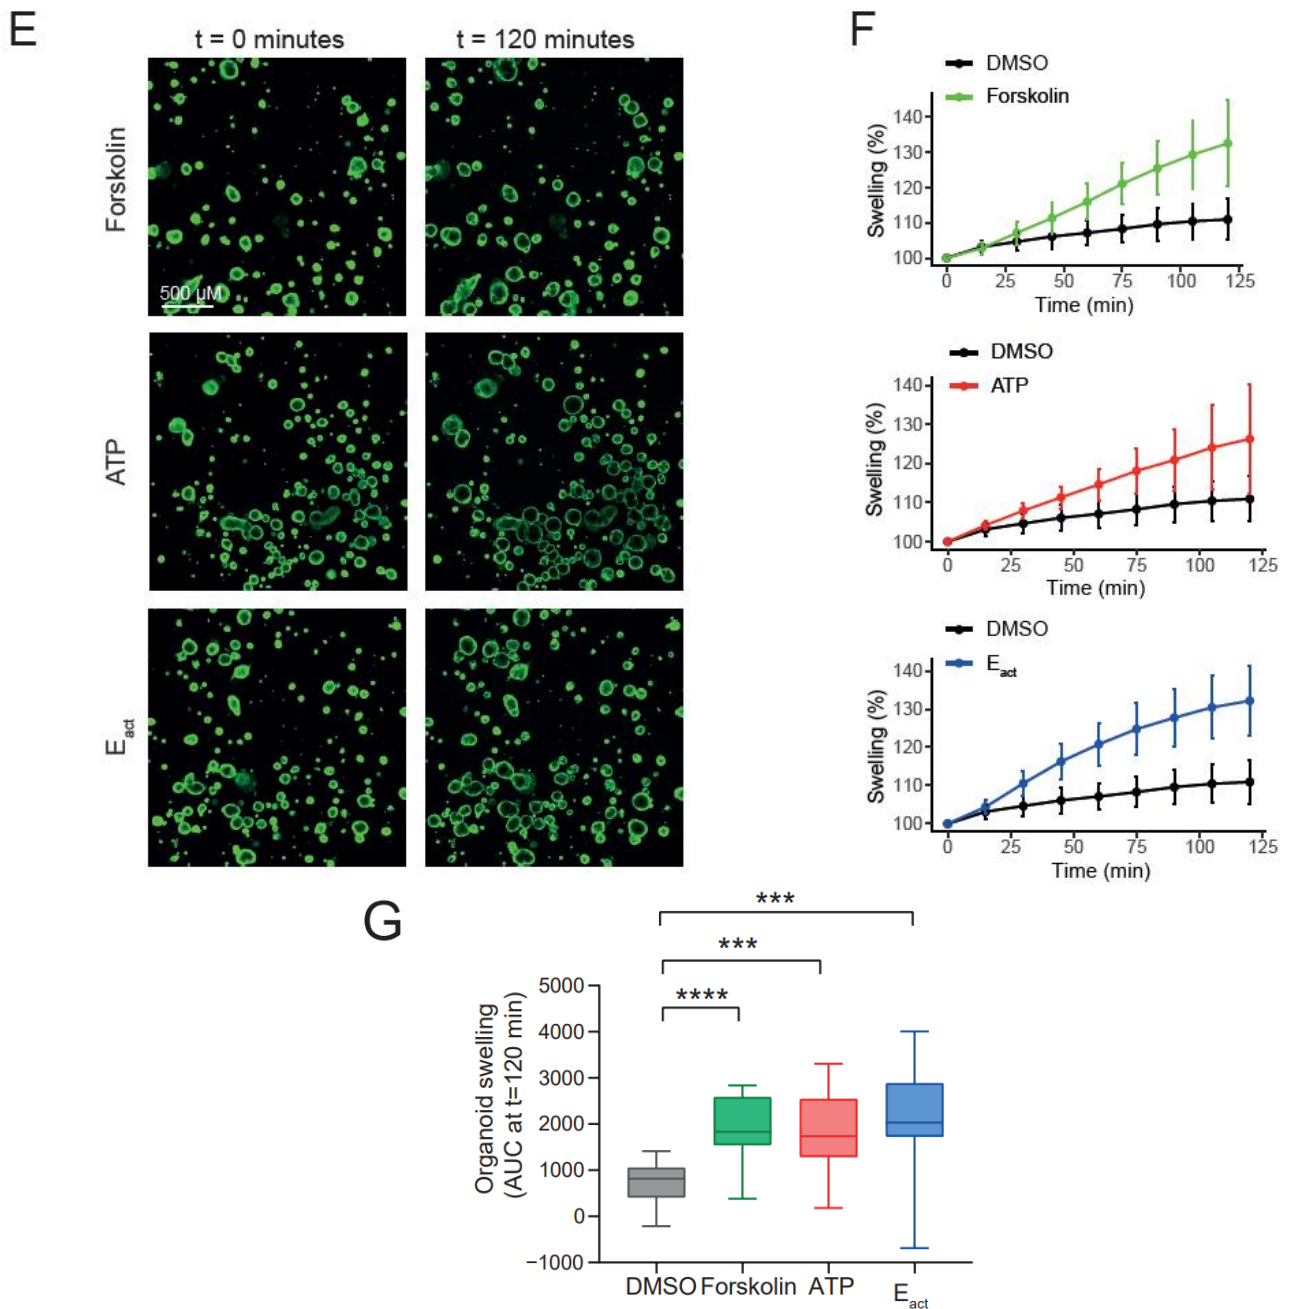 E
t = 0 minutes
t = 120 minutes
Forskolin
500 µM
ATP
Eact
F
DMSO
Forskolin
Swelling (%)
140
130
120
110
100
0 25 50 75 100 125
Time (min)
DMSO
ATP
Swelling (%)
140
130
120
110
100
0 25 50 75 100 125
Time (min)
DMSO
Eact
Swelling (%)
140
130
120
110
100
0 25 50 75 100 125
Time (min)
G
***
***
****
Organoid swelling
(AUC at t=120 min)
5000
4000
3000
2000
1000
0
−1000
DMSO Forskolin ATP Eact